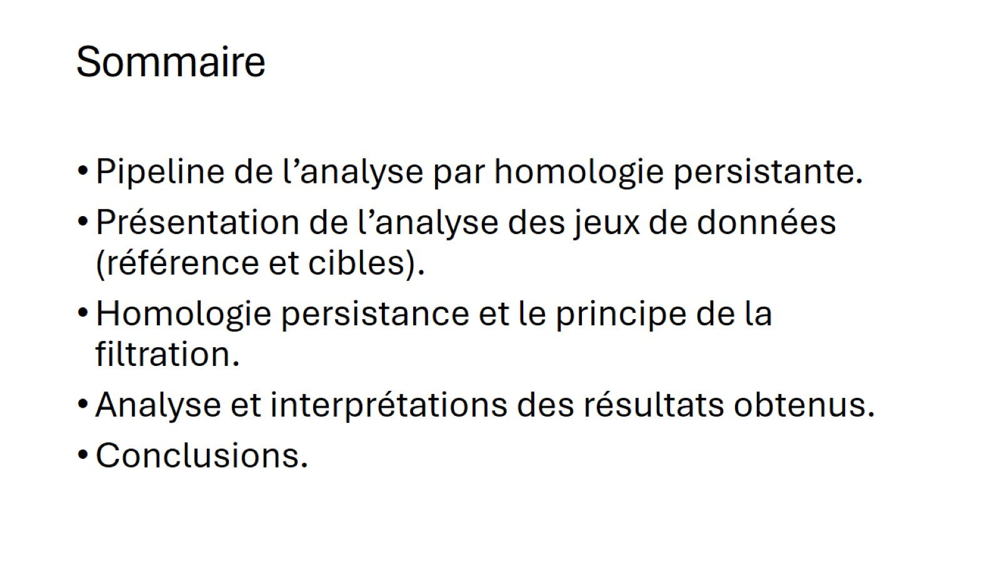 Sommaire
• Pipeline de l’analyse par homologie persistante.
• Présentation de l’analyse des jeux de données
(référence et cibles).
• Homologie persistance et le principe de la
filtration.
• Analyse et interprétations des résultats obtenus.
• Conclusions.